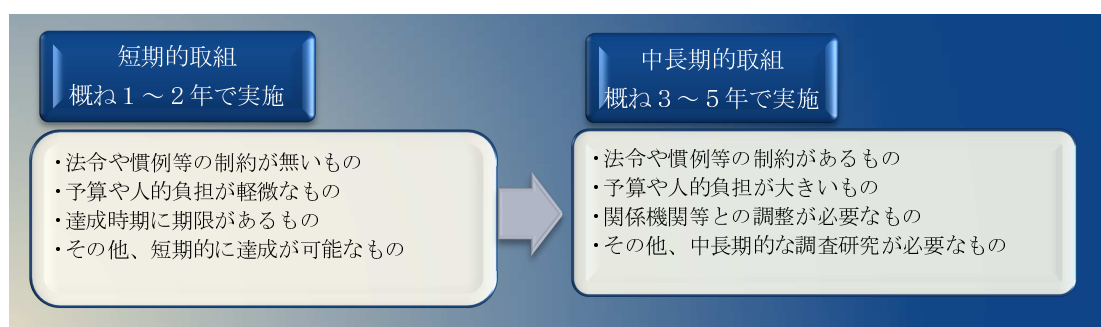 短期的取組
概ね１～２年で実施
・法令や慣例等の制約が無いもの
・予算や人的負担が軽微なもの
・達成時期に期限があるもの
・その他、短期的に達成が可能なもの
中長期的取組
概ね３～５年で実施
・法令や慣例等の制約があるもの
・予算や人的負担が大きいもの
・関係機関等との調整が必要なもの
・その他、中長期的な調査研究が必要なもの